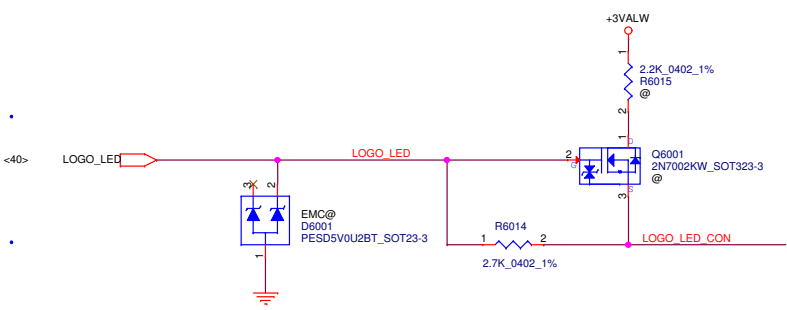 +3VALW
1
2.2K_0402_1%
R6015
@
2
1
D
<40>
LOGO_LED
LOGO_LED
2
G
Q6001
2N7002KW_SOT323-3
@
S
3
3
2
EMC@
D6001
PESD5V0U2BT_SOT23-3
1
R6014
1
2
2.7K_0402_1%
LOGO_LED_CON